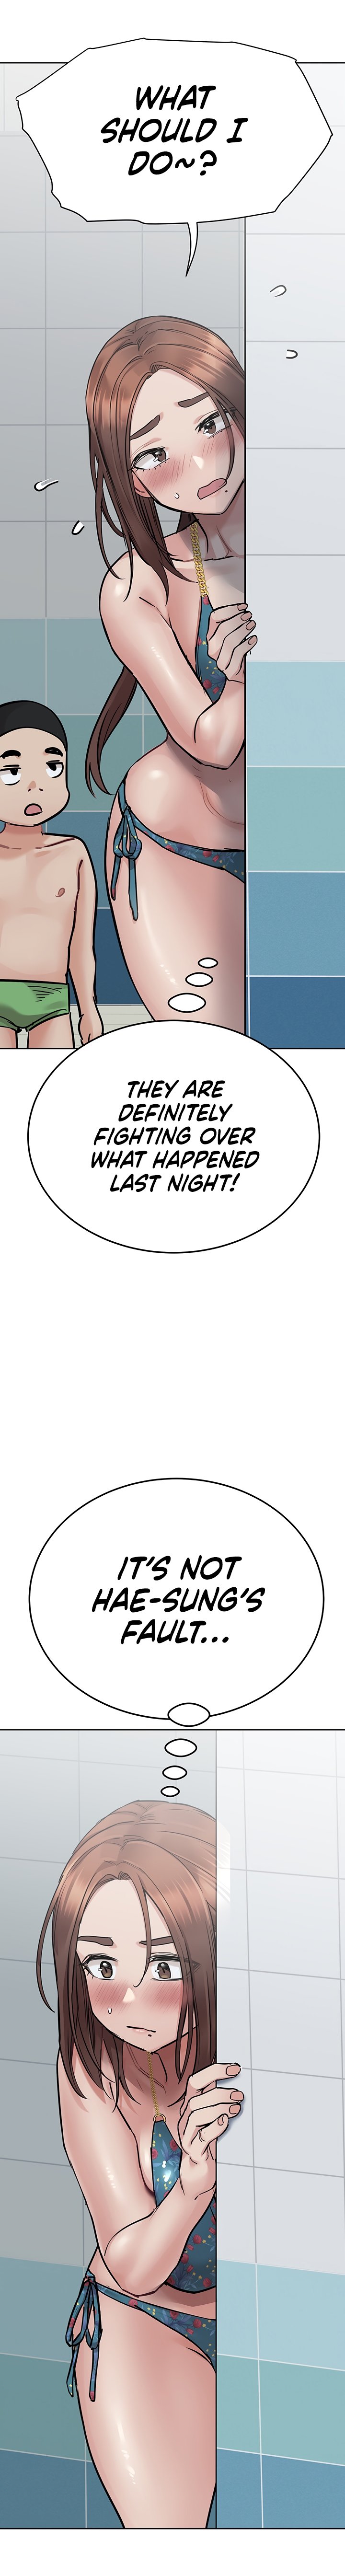 WHAT
SHOULD I
DO~?
THEY ARE
DEFINITELY
FIGHTING OVER
WHAT HAPPENED
LAST NIGHT!
IT'S NOT
HAE-SUNG'S
FAULT...